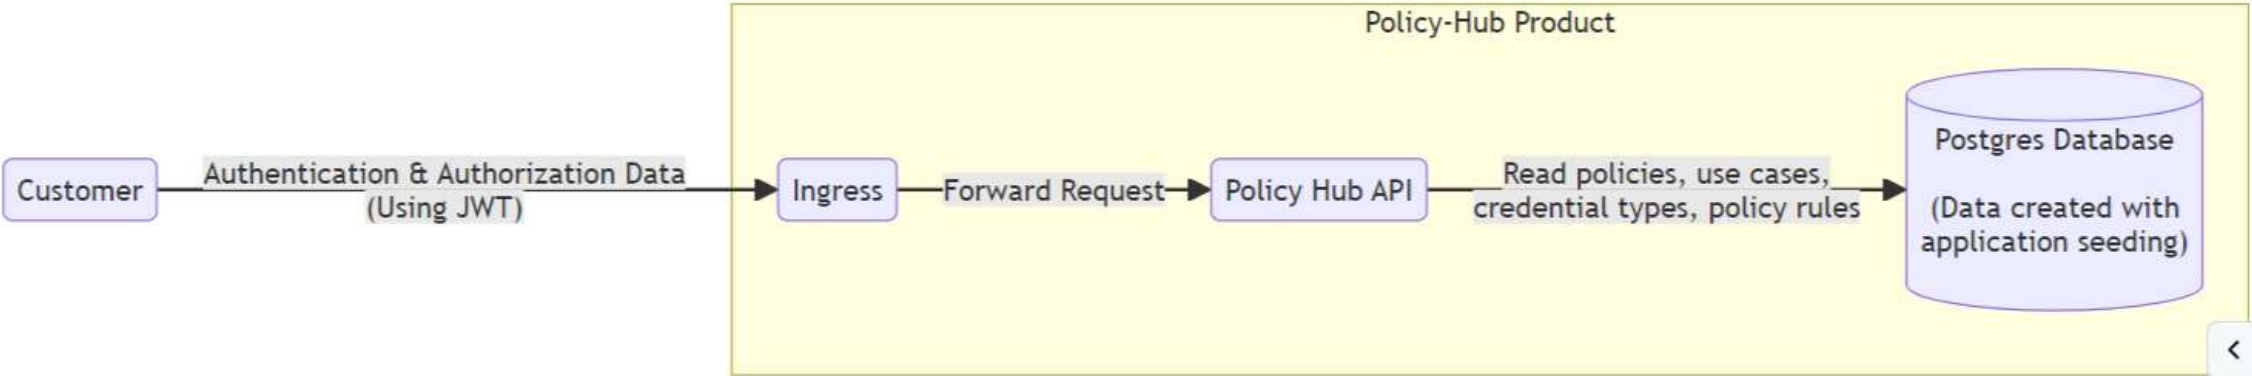 Policy-Hub Product
Customer
Authentication & Authorization Data
(Using JWT)
Ingress
Forward Request
Policy Hub API
Read policies, use cases,
credential types, policy rules
Postgres Database
(Data created with
application seeding)